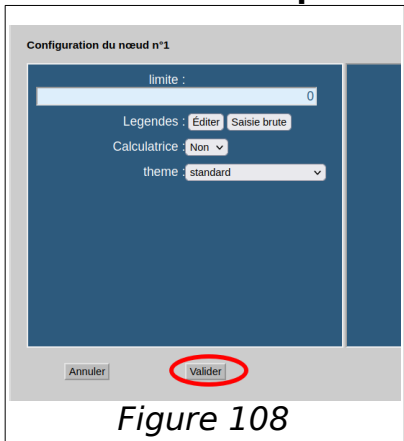 Configuration du nœud n°1
limite :
0
Legendes : Éditer Saisie brute
Calculatrice : Non
theme : standard
Annuler Valider
Figure 108